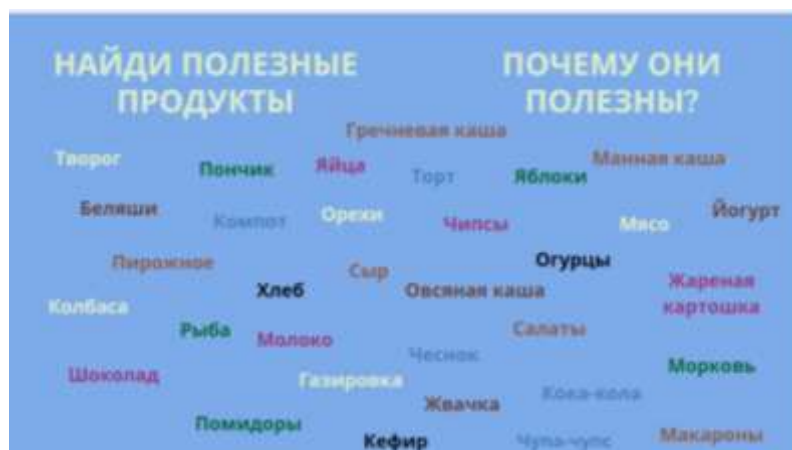 НАЙДИ ПОЛЕЗНЫЕ
ПРОДУКТЫ
ПОЧЕМУ ОНИ
ПОЛЕЗНЫ?
Гречневая каша
Творог
Пончик
Яйца
Торт
Яблоки
Манная каша
Беляши
Компот
Орехи
Чипсы
Мясо
Йогурт
Пирожное
Хлеб
Сыр
Овсяная каша
Огурцы
Жареная
картошка
Колбаса
Рыба
Молоко
Чеснок
Салаты
Морковь
Шоколад
Газировка
Жвачка
Кока-кола
Помидоры
Кефир
Чупа-чупс
Макароны